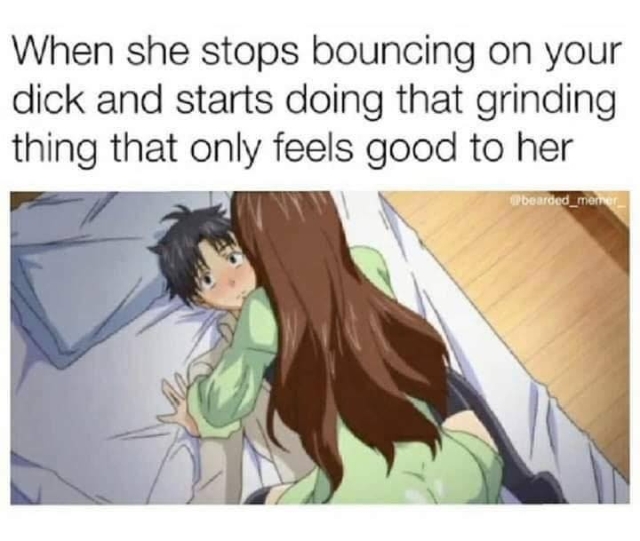 When she stops bouncing on your
dick and starts doing that grinding
thing that only feels good to her
@bearded_memer_